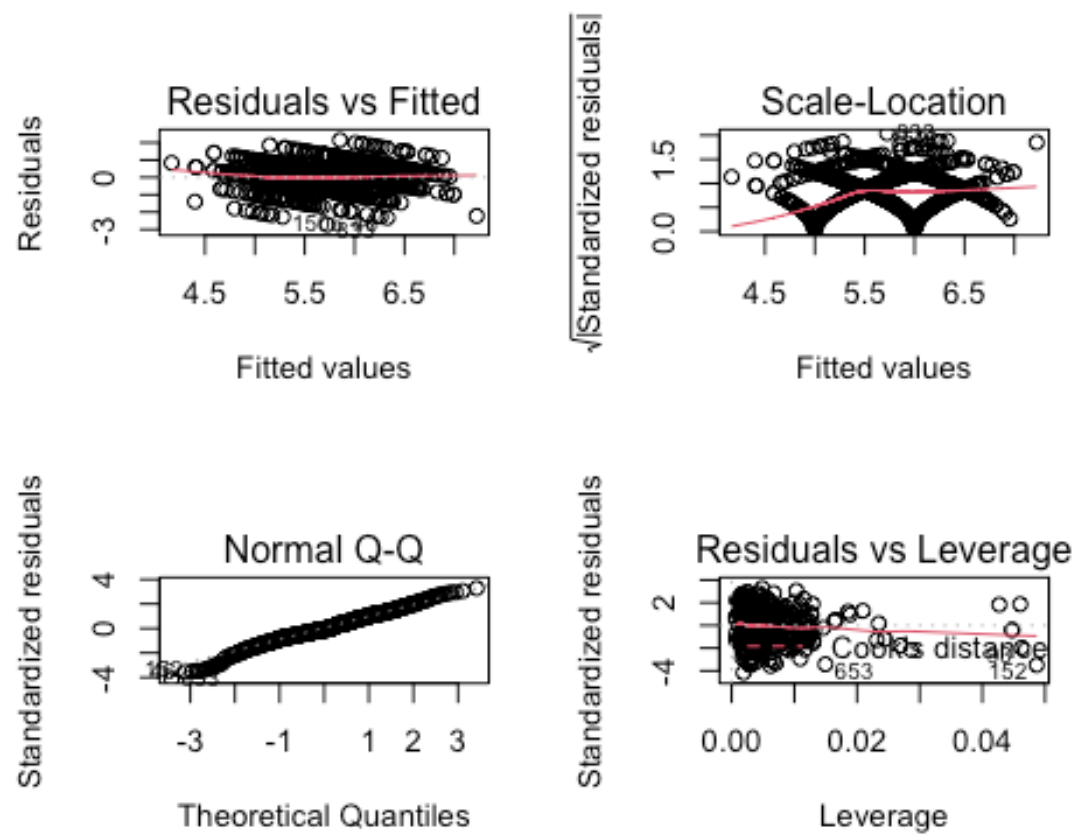 Residuals vs Fitted
Residuals
0
-3
4.5 5.5 6.5
Fitted values
Scale-Location
√|Standardized residuals|
1.5
0.0
4.5 5.5 6.5
Fitted values
Normal Q-Q
Standardized residuals
4
0
-4
-3 -1 1 2 3
Theoretical Quantiles
Residuals vs Leverage
Standardized residuals
2
-4
Cook's distance
653
152
0.00 0.02 0.04
Leverage